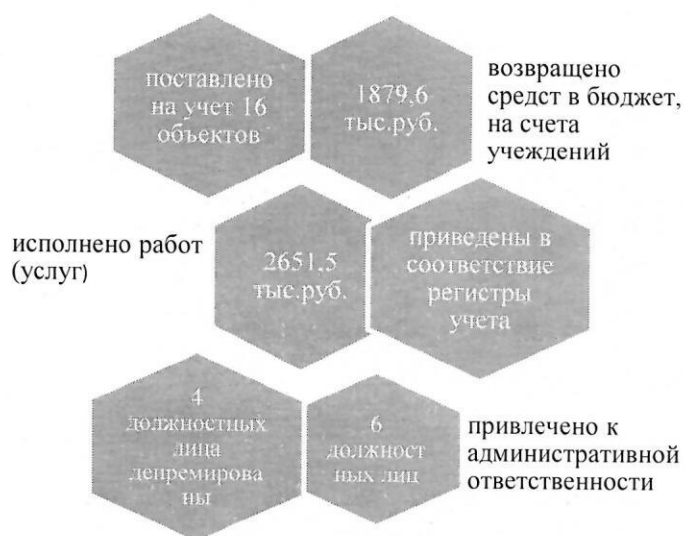 поставлено
на учет 16
объектов
1879,6
тыс.руб.
возвращено
средст в бюджет,
на счета
учеждений
исполнено работ
(услуг)
2651,5
тыс.руб.
приведены в
соответствие
регистры
учета
4
должностных
лица
депремирова
ны
6
должност
ных лиц
привлечено к
административной
ответственности